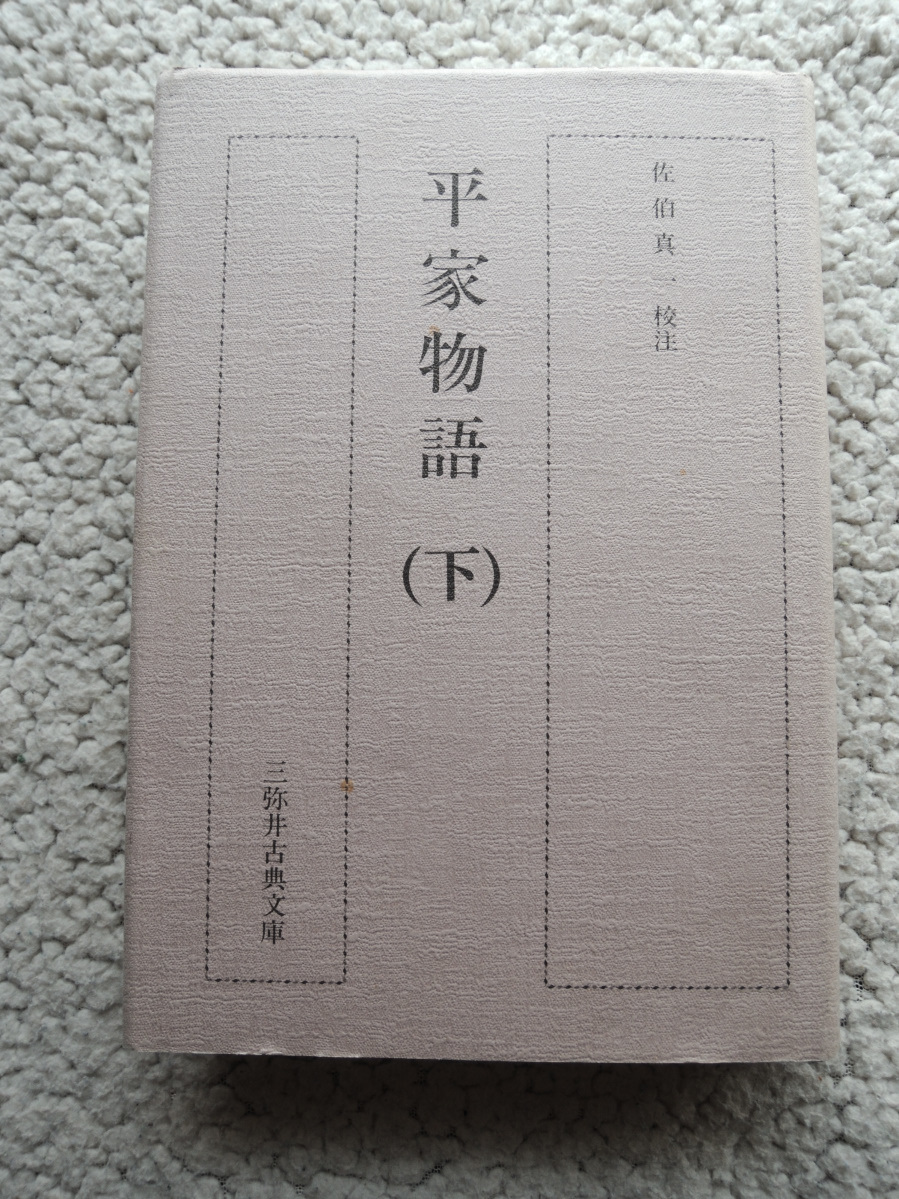 佐伯真一 校注
平家物語(下)
三弥井古典文庫